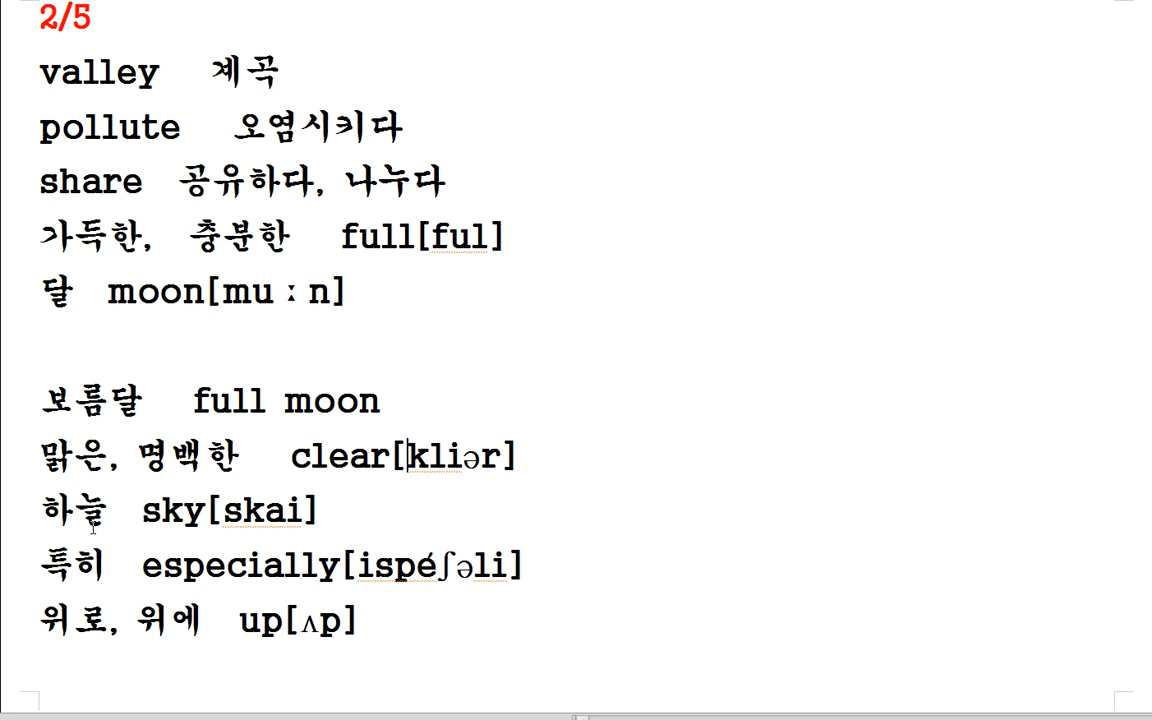 2/5
valley 계곡
pollute 오염시키다
share 공유하다, 나누다
가득한, 충분한 full[ful]
달 moon[mu：n]
보름달 full moon
맑은, 명백한 clear[kliər]
하늘 sky[skai]
특히 especially[ispéʃəli]
위로, 위에 up[ʌp]